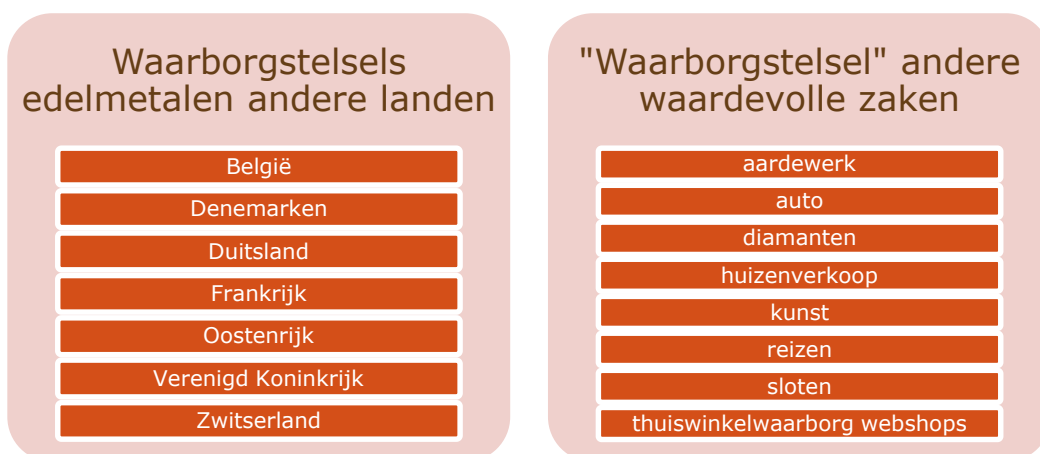 Waarborgstelsels
edelmetalen andere landen
België
Denemarken
Duitsland
Frankrijk
Oostenrijk
Verenigd Koninkrijk
Zwitserland
"Waarborgstelsel" andere
waardevolle zaken
aardewerk
auto
diamanten
huizenverkoop
kunst
reizen
sloten
thuiswinkelwaarborg webshops